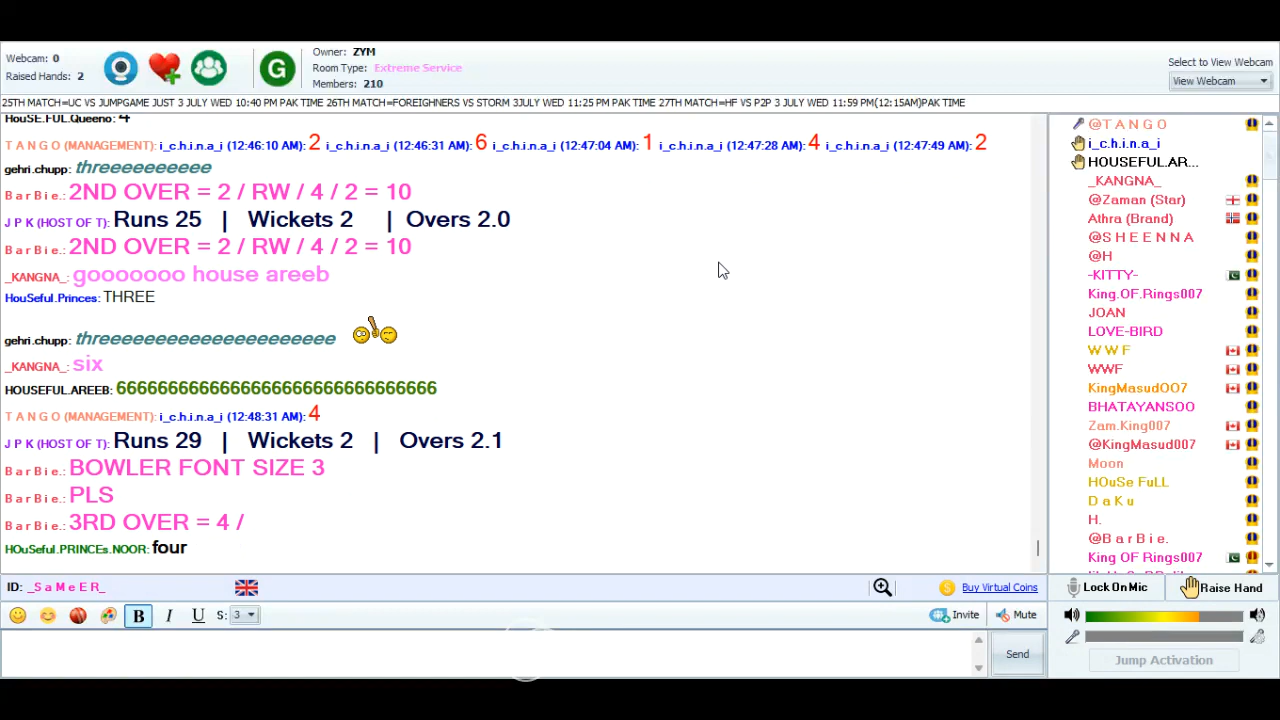 Webcam: 0
Raised Hands: 2
G
Owner: ZYM
Room Type: Extreme Service
Members: 210
Select to View Webcam
View Webcam
25TH MATCH=UC VS JUMPGAME JUST 3 JULY WED 10:40 PM PAK TIME 26TH MATCH=FOREIGNERS VS STORM 3JULY WED 11:25 PM PAK TIME 27TH MATCH=HF VS P2P 3 JULY WED 11:59 PM(12:15AM)PAK TIME
HouSE.FUL.Queeno: 4
T A N G O (MANAGEMENT): i_c.h.i.n.a_i (12:46:10 AM): 2 i_c.h.i.n.a_i (12:46:31 AM): 6 i_c.h.i.n.a_i (12:47:04 AM): 1 i_c.h.i.n.a_i (12:47:28 AM): 4 i_c.h.i.n.a_i (12:47:49 AM): 2
gehri.chupp: threeeeeeeeeee
B a r B i e .: 2ND OVER = 2 / RW / 4 / 2 = 10
J P K (HOST OF T): Runs 25 | Wickets 2 | Overs 2.0
B a r B i e .: 2ND OVER = 2 / RW / 4 / 2 = 10
_KANGNA_: gooooooo house areeb
HouSeful.Princes: THREE
gehri.chupp: threeeeeeeeeeeeeeeeeeeee
_KANGNA_: six
HOUSEFUL.AREEB: 66666666666666666666666666666
T A N G O (MANAGEMENT): i_c.h.i.n.a_i (12:48:31 AM): 4
J P K (HOST OF T): Runs 29 | Wickets 2 | Overs 2.1
B a r B i e .: BOWLER FONT SIZE 3
B a r B i e .: PLS
B a r B i e .: 3RD OVER = 4 /
HOuSeful.PRINCEs.NOOR: four
@T A N G O
i_c.h.i.n.a_i
HOUSEFUL.AR...
_KANGNA_
@Zaman (Star)
Athra (Brand)
@S H E E N N A
@H
-KITTY-
King.OF.Rings007
JOAN
LOVE-BIRD
W W F
WWF
KingMasudOO7
BHATAYANSOO
Zam.King007
@KingMasud007
Moon
HOuSe FuLL
D a K u
H.
@B a r B i e.
King OF Rings007
ID: _S a M e E R_
Buy Virtual Coins
Lock On Mic
Raise Hand
B I U S: 3
Invite
Mute
Send
Jump Activation